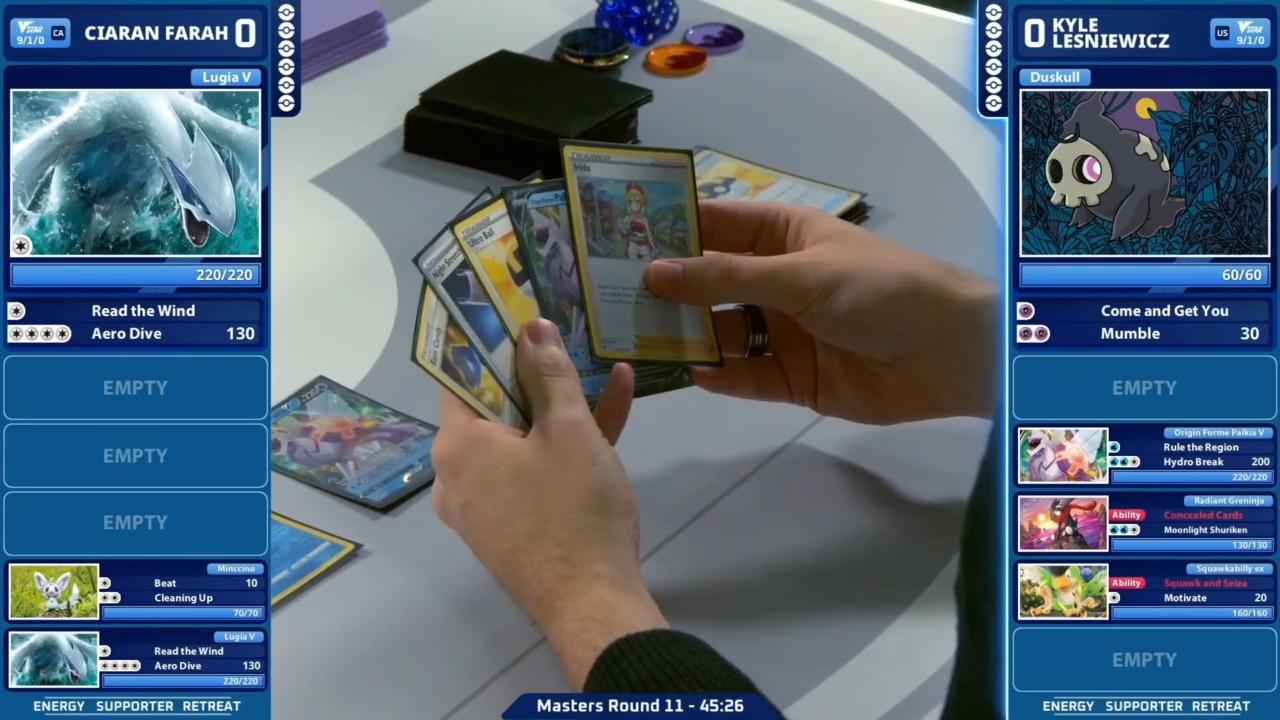 VSTAR
9/1/0
CA
CIARAN FARAH
0
Lugia V
220/220
Read the Wind
Aero Dive 130
EMPTY
EMPTY
EMPTY
Minccino
Beat 10
Cleaning Up
70/70
Lugia V
Read the Wind
Aero Dive 130
220/220
ENERGY SUPPORTER RETREAT
TRAINER
Irida
TRAINER
Ultra Ball
Night Stretc
Rare Candy
Masters Round 11 - 45:26
0
KYLE
LESNIEWICZ
US
VSTAR
9/1/0
Duskull
60/60
Come and Get You
Mumble 30
EMPTY
Origin Forme Palkia V
Rule the Region
Hydro Break 200
220/220
Radiant Greninja
Ability Concealed Cards
Moonlight Shuriken
130/130
Squawkabilly ex
Ability Squawk and Seize
Motivate 20
160/160
EMPTY
ENERGY SUPPORTER RETREAT